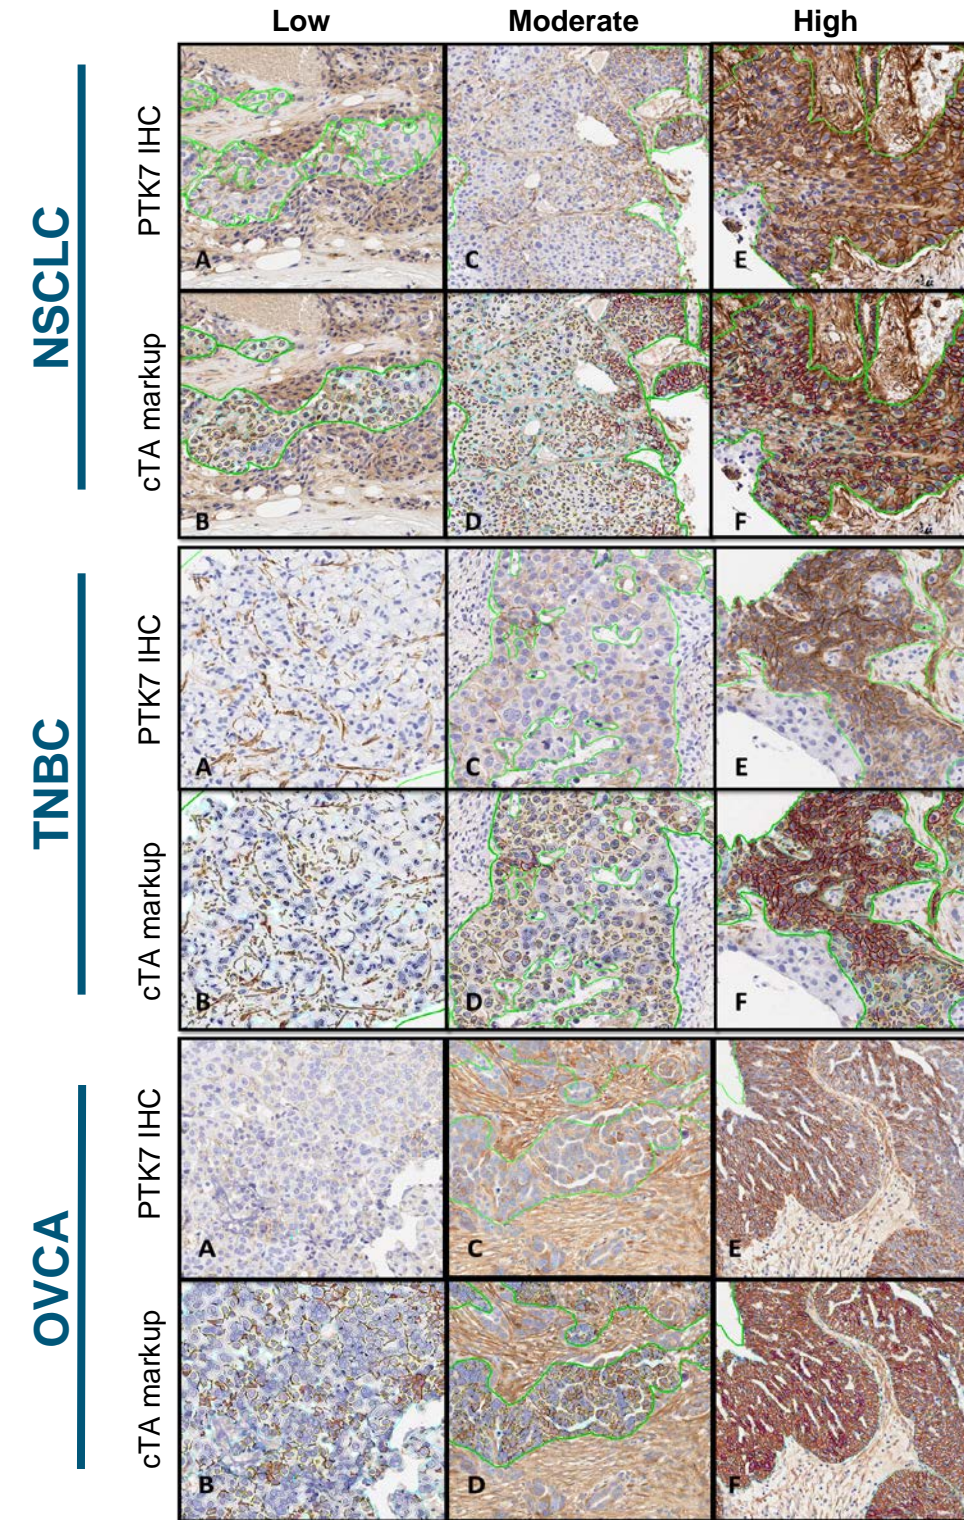 Low Moderate High
NSCLC
PTK7 IHC
A C E
cTA markup
B D F
TNBC
PTK7 IHC
A C E
cTA markup
B D F
OVCA
PTK7 IHC
A C E
cTA markup
B D F